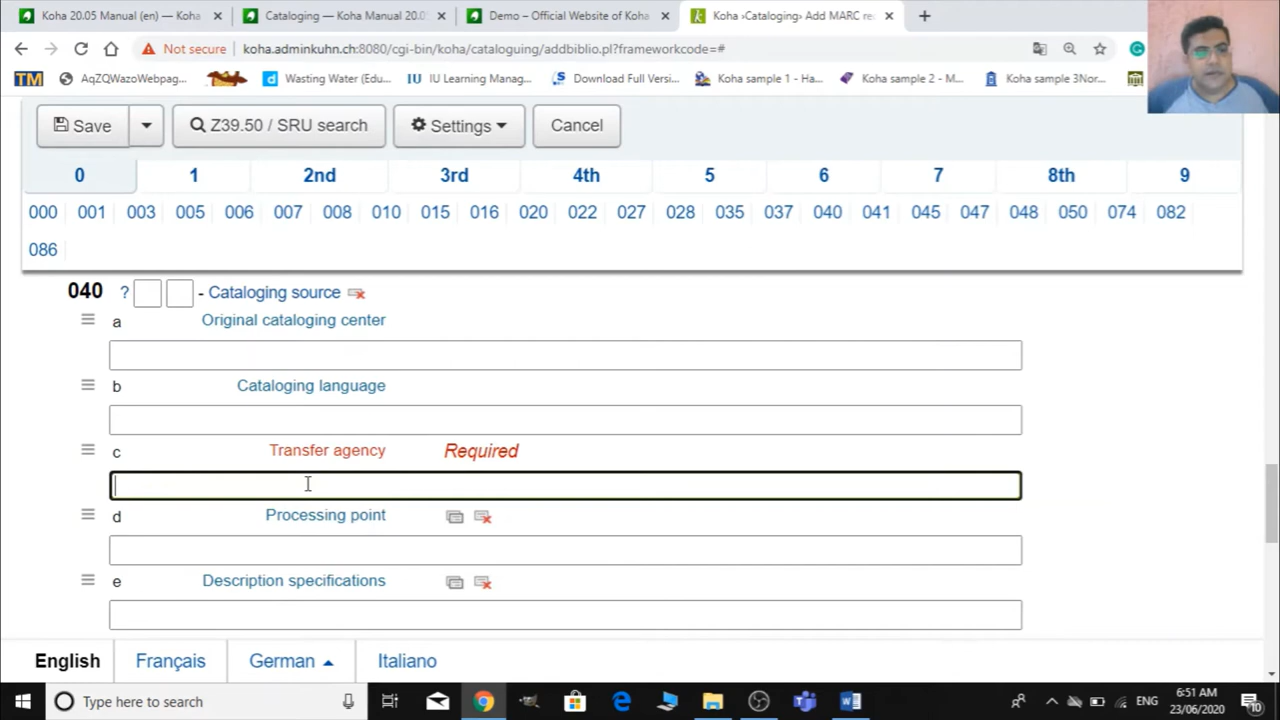 Koha 20.05 Manual (en) — Koha
Cataloging — Koha Manual 20.0
Demo – Official Website of Koha
Koha ›Cataloging› Add MARC re
Not secure
koha.adminkuhn.ch:8080/cgi-bin/koha/cataloguing/addbiblio.pl?frameworkcode=#
TM
AqZQWazoWebpag...
Wasting Water (Edu...
IU
IU Learning Manag...
Download Full Versi...
Koha sample 1 - Ha...
Koha sample 2 - M...
Koha sample 3Nor...
Save
Z39.50 / SRU search
Settings
Cancel
0 1 2nd 3rd 4th 5 6 7 8th 9
000 001 003 005 006 007 008 010 015 016 020 022 027 028 035 037 040 041 045 047 048 050 074 082
086
040 ? - Cataloging source
a Original cataloging center
b Cataloging language
c Transfer agency Required
d Processing point
e Description specifications
English Français German Italiano
Type here to search
ENG
6:51 AM
23/06/2020
10